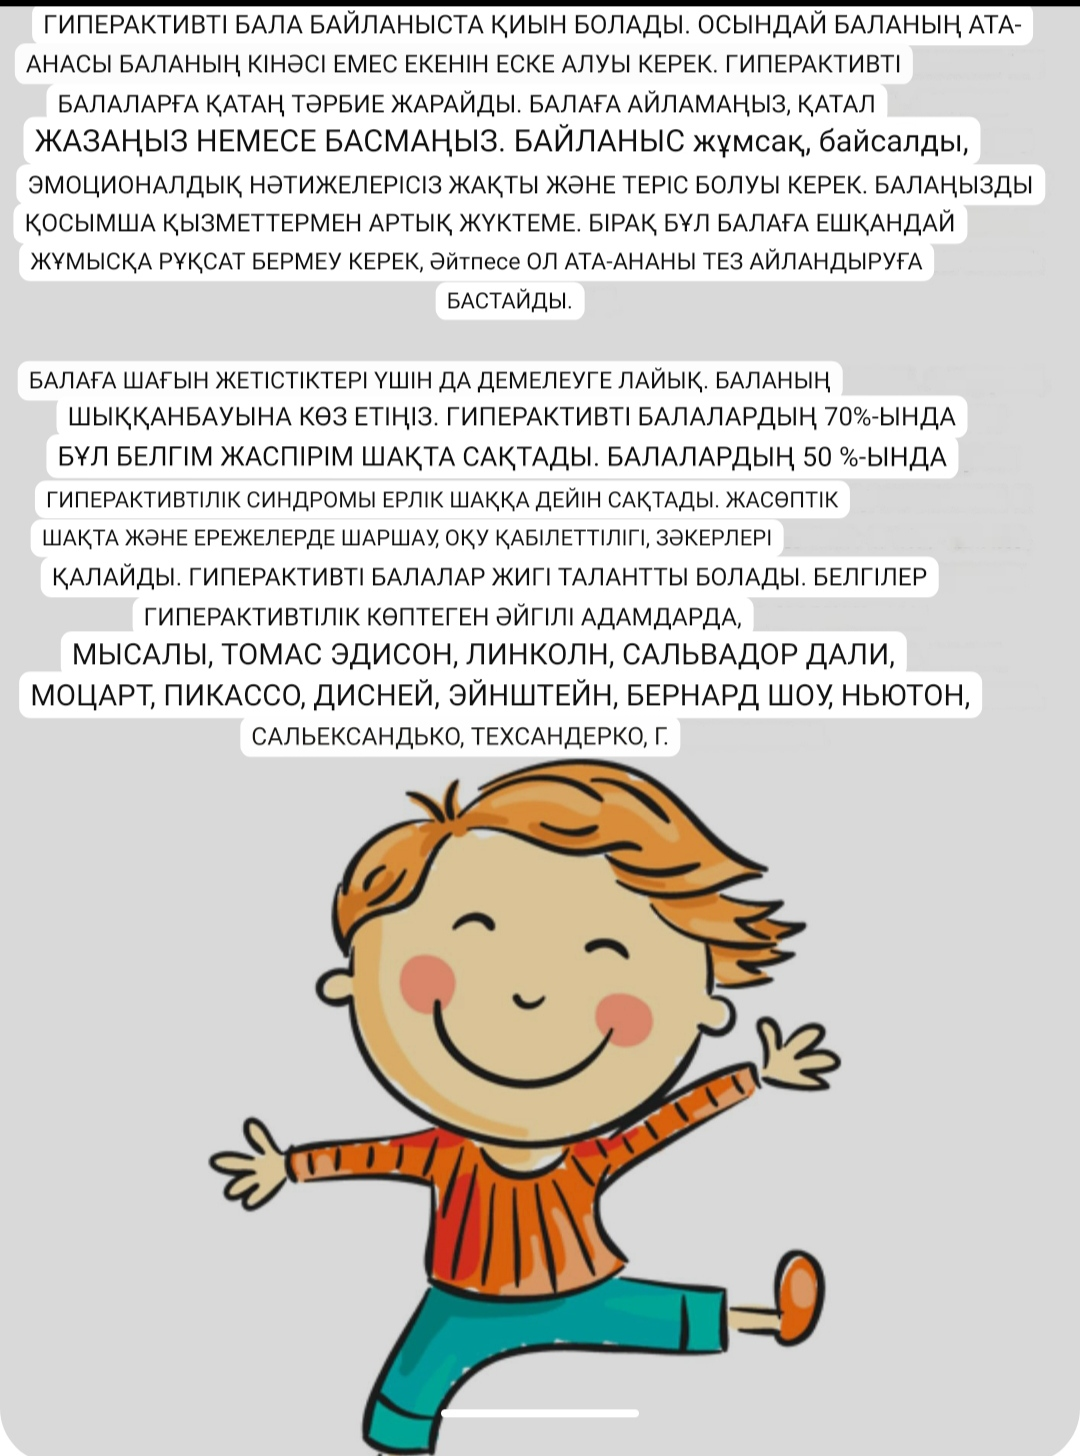 ГИПЕРАКТИВТІ БАЛА БАЙЛАНЫСТА ҚИЫН БОЛАДЫ. ОСЫНДАЙ БАЛАНЫҢ АТА-
АНАСЫ БАЛАНЫҢ КІНӘСІ ЕМЕС ЕКЕНІН ЕСКЕ АЛУЫ КЕРЕК. ГИПЕРАКТИВТІ
БАЛАЛАРҒА ҚАТАҢ ТӘРБИЕ ЖАРАЙДЫ. БАЛАҒА АЙЛАМАҢЫЗ, ҚАТАЛ
ЖАЗАҢЫЗ НЕМЕСЕ БАСМАҢЫЗ. БАЙЛАНЫС жұмсақ, байсалды,
ЭМОЦИОНАЛДЫҚ НӘТИЖЕЛЕРІСІЗ ЖАҚТЫ ЖӘНЕ ТЕРІС БОЛУЫ КЕРЕК. БАЛАҢЫЗДЫ
ҚОСЫМША ҚЫЗМЕТТЕРМЕН АРТЫҚ ЖҮКТЕМЕ. БІРАҚ БҰЛ БАЛАҒА ЕШҚАНДАЙ
ЖҰМЫСҚА РҰҚСАТ БЕРМЕУ КЕРЕК, Әйтпесе ОЛ АТА-АНАНЫ ТЕЗ АЙЛАНДЫРУҒА
БАСТАЙДЫ.
БАЛАҒА ШАҒЫН ЖЕТІСТІКТЕРІ ҮШІН ДА ДЕМЕЛЕУГЕ ЛАЙЫҚ. БАЛАНЫҢ
ШЫҚҚАНБАУЫНА КӨЗ ЕТІҢІЗ. ГИПЕРАКТИВТІ БАЛАЛАРДЫҢ 70%-ЫНДА
БҰЛ БЕЛГІМ ЖАСПІРІМ ШАҚТА САҚТАДЫ. БАЛАЛАРДЫҢ 50 %-ЫНДА
ГИПЕРАКТИВТІЛІК СИНДРОМЫ ЕРЛІК ШАҚҚА ДЕЙІН САҚТАДЫ. ЖАСӨПТІК
ШАҚТА ЖӘНЕ ЕРЕЖЕЛЕРДЕ ШАРШАУ, ОҚУ ҚАБІЛЕТТІЛІГІ, ЗӘКЕРЛЕРІ
ҚАЛАЙДЫ. ГИПЕРАКТИВТІ БАЛАЛАР ЖИГІ ТАЛАНТТЫ БОЛАДЫ. БЕЛГІЛЕР
ГИПЕРАКТИВТІЛІК КӨПТЕГЕН ӘЙГІЛІ АДАМДАРДА,
МЫСАЛЫ, ТОМАС ЭДИСОН, ЛИНКОЛН, САЛЬВАДОР ДАЛИ,
МОЦАРТ, ПИКАССО, ДИСНЕЙ, ЭЙНШТЕЙН, БЕРНАРД ШОУ, НЬЮТОН,
САЛЬЕКСАНДЬКО, ТЕХСАНДЕРКО, Г.